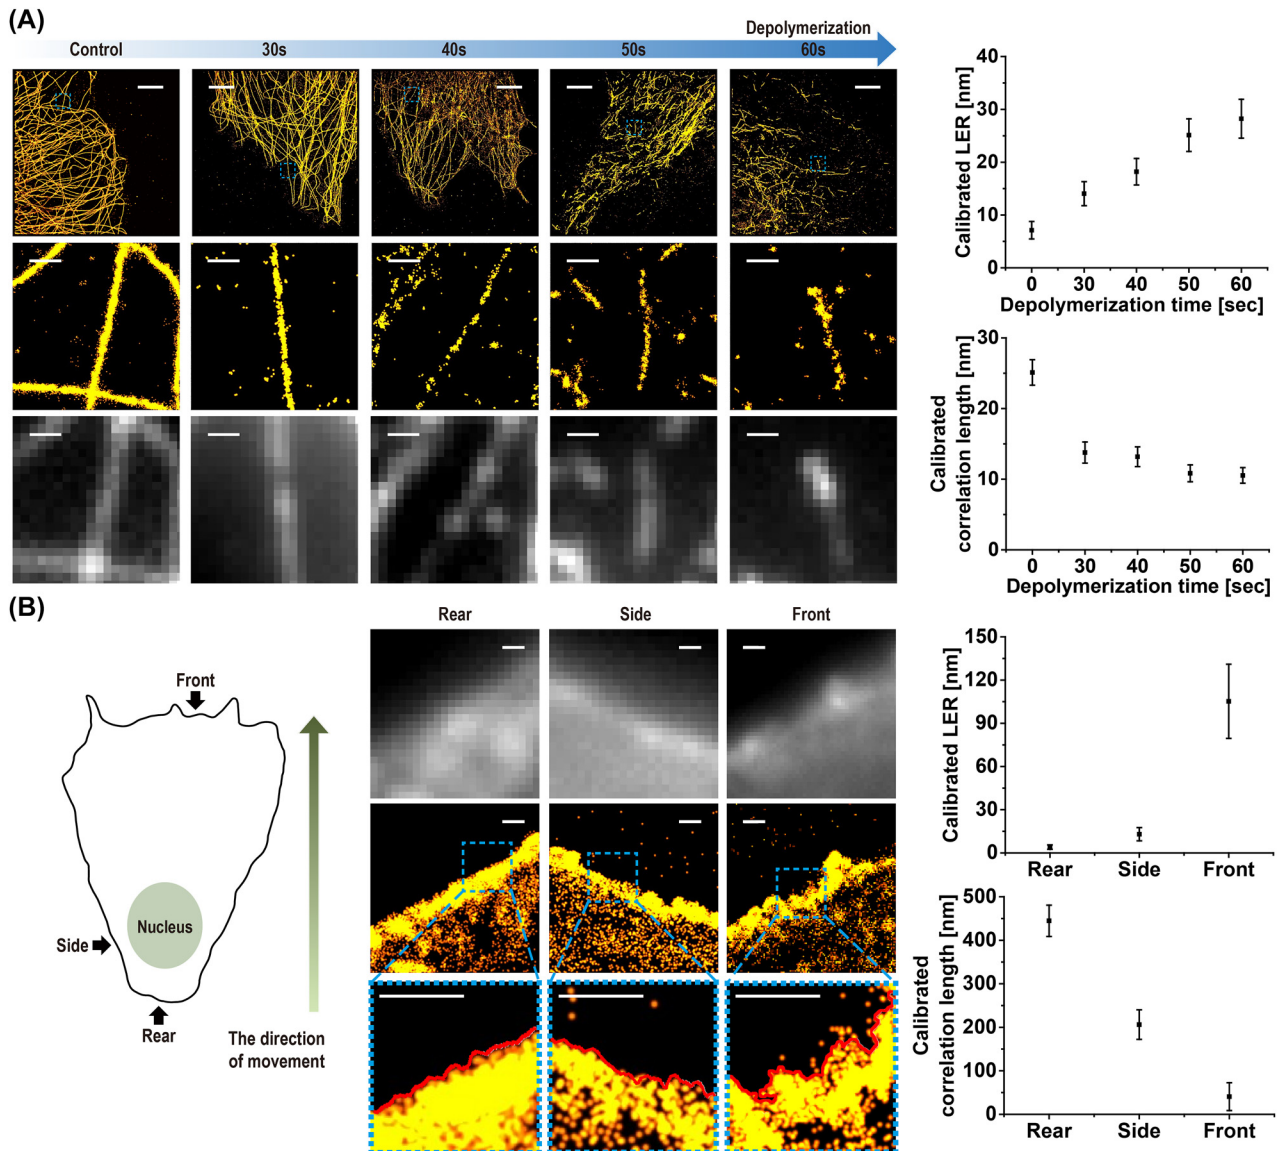 (A)
Control
30s
40s
50s
Depolymerization
60s
Calibrated LER [nm]
40
30
20
10
0
0 30 40 50 60
Depolymerization time [sec]
Calibrated
correlation length [nm]
30
20
10
0
0 30 40 50 60
Depolymerization time [sec]
(B)
Front
Nucleus
Side
Rear
The direction
of movement
Rear
Side
Front
Calibrated LER [nm]
150
120
90
60
30
0
Rear Side Front
Calibrated
correlation length [nm]
500
400
300
200
100
0
Rear Side Front